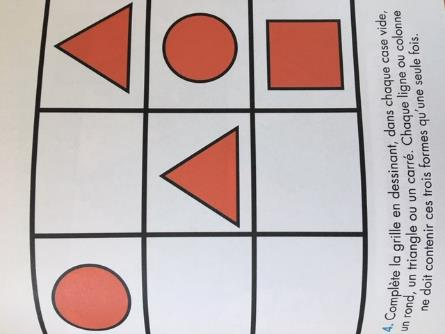 4. Complète la grille en dessinant, dans chaque case vide,
un rond, un triangle ou un carré. Chaque ligne ou colonne
ne doit contenir ces trois formes qu'une seule fois.